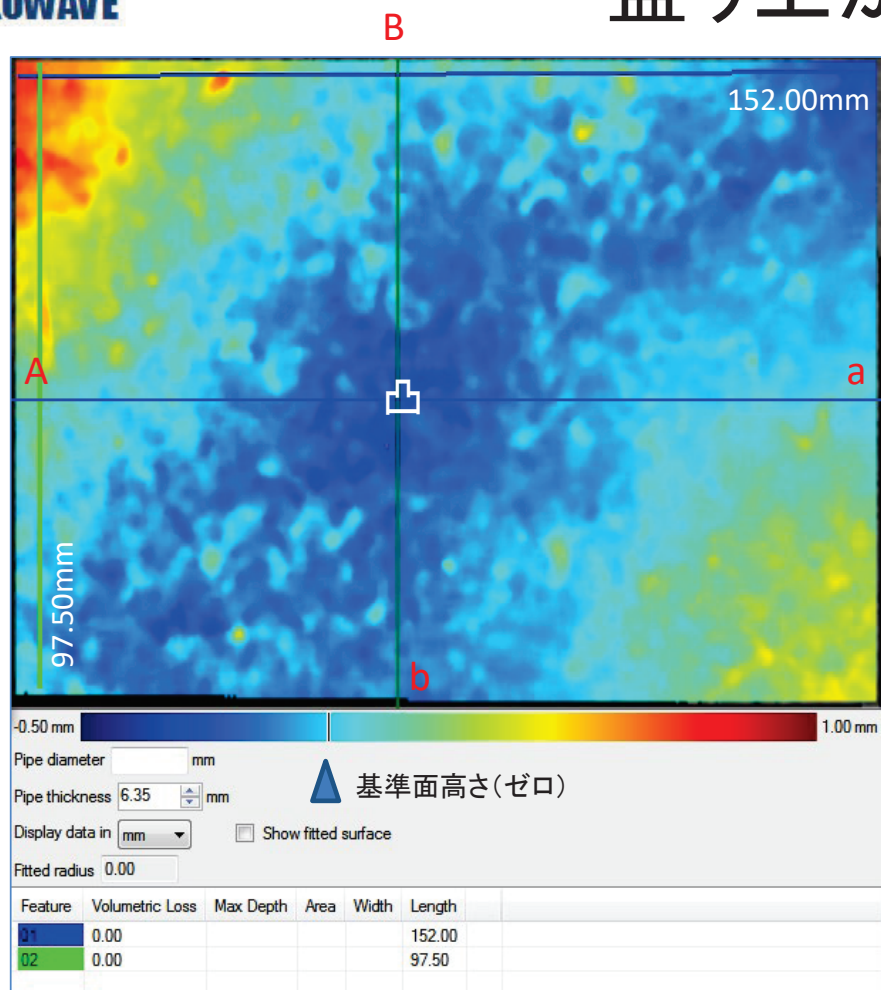 B
152.00mm
A
a
97.50mm
b
-0.50 mm
1.00 mm
Pipe diameter mm
Pipe thickness 6.35 mm
基準面高さ(ゼロ)
Display data in mm
Show fitted surface
Fitted radius 0.00
Feature Volumetric Loss Max Depth Area Width Length
01 0.00 152.00
02 0.00 97.50